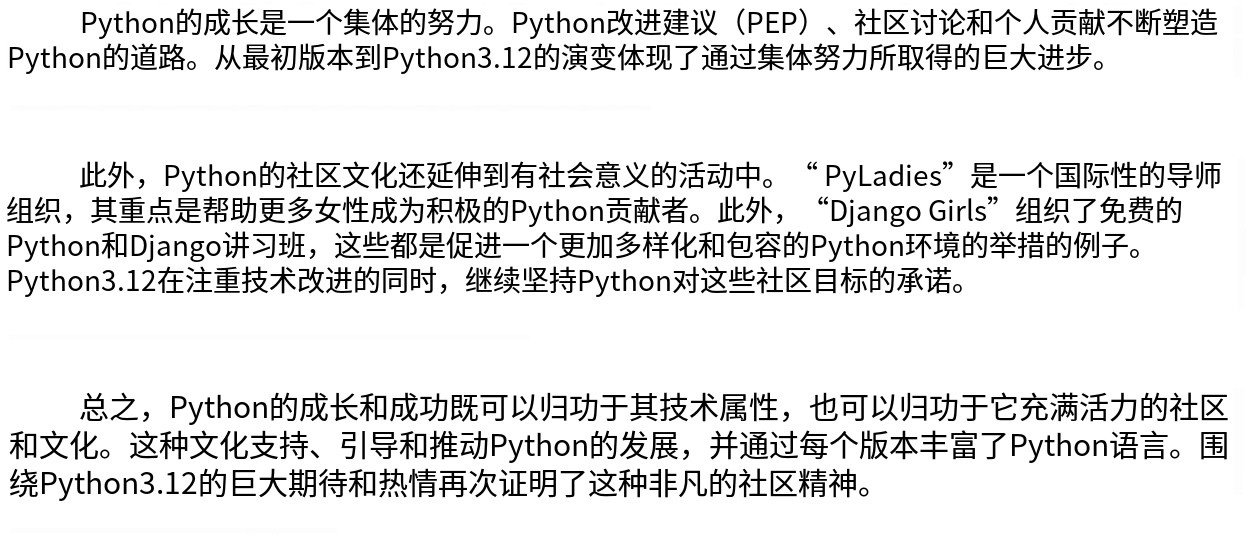 Python的成长是一个集体的努力。Python改进建议（PEP）、社区讨论和个人贡献不断塑造
Python的道路。从最初版本到Python3.12的演变体现了通过集体努力所取得的巨大进步。
此外，Python的社区文化还延伸到有社会意义的活动中。“ PyLadies”是一个国际性的导师
组织，其重点是帮助更多女性成为积极的Python贡献者。此外，“Django Girls”组织了免费的
Python和Django讲习班，这些都是促进一个更加多样化和包容的Python环境的举措的例子。
Python3.12在注重技术改进的同时，继续坚持Python对这些社区目标的承诺。
总之，Python的成长和成功既可以归功于其技术属性，也可以归功于它充满活力的社区
和文化。这种文化支持、引导和推动Python的发展，并通过每个版本丰富了Python语言。围
绕Python3.12的巨大期待和热情再次证明了这种非凡的社区精神。